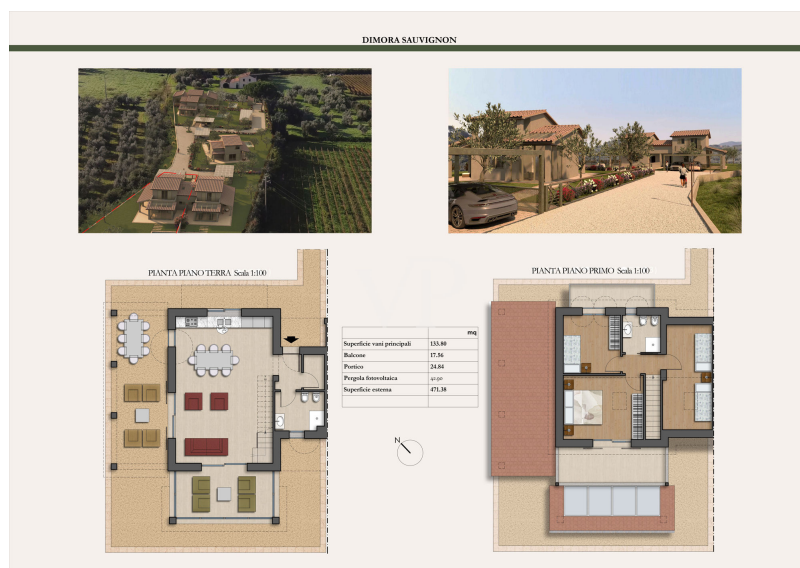 DIMORA SAUVIGNON
PIANTA PIANO TERRA Scala 1:100
PIANTA PIANO PRIMO Scala 1:100
mq
Superficie vani principali 133.80
Balcone 17.56
Portico 24.84
Pergola fotovoltaica
Superficie esterna 471.38
N